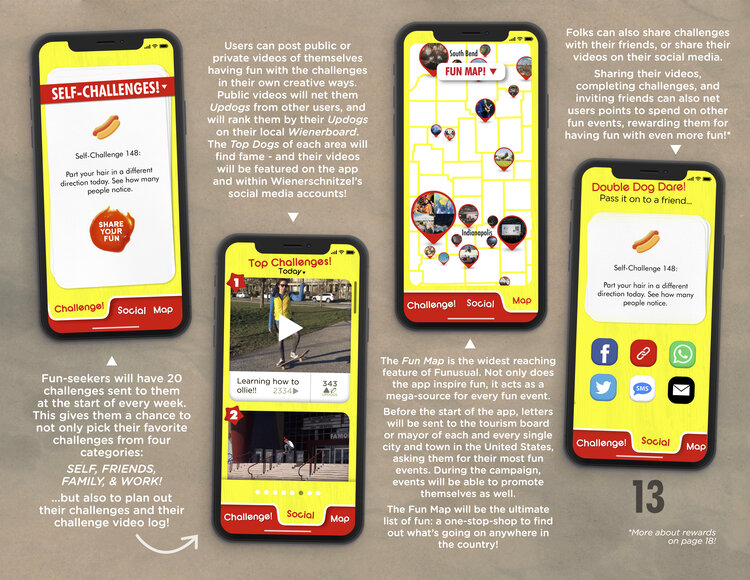 SELF-CHALLENGES!
Self-Challenge 148:
Part your hair in a different
direction today. See how many
people notice.
SHARE
YOUR
FUN
Challenge!
Social
Map
Fun-seekers will have 20
challenges sent to them
at the start of every week.
This gives them a chance to
not only pick their favorite
challenges from four
categories:
SELF, FRIENDS,
FAMILY, & WORK!
...but also to plan out
their challenges and their
challenge video log!
Users can post public or
private videos of themselves
having fun with the challenges
in their own creative ways.
Public videos will net them
Updogs from other users, and
will rank them by their Updogs
on their local Wienerboard.
The Top Dogs of each area will
find fame - and their videos
will be featured on the app
and within Wienerschnitzel's
social media accounts!
Top Challenges!
Today
1
Learning how to
ollie!!
2334
343
2
Challenge!
Social
Map
South Bend
FUN MAP!
Indianapolis
Challenge!
Social
Map
The Fun Map is the widest reaching
feature of Funusual. Not only does
the app inspire fun, it acts as a
mega-source for every fun event.
Before the start of the app, letters
will be sent to the tourism board
or mayor of each and every single
city and town in the United States,
asking them for their most fun
events. During the campaign,
events will be able to promote
themselves as well.
The Fun Map will be the ultimate
list of fun: a one-stop-shop to find
out what's going on anywhere in
the country!
Folks can also share challenges
with their friends, or share their
videos on their social media.
Sharing their videos,
completing challenges, and
inviting friends can also net
users points to spend on other
fun events, rewarding them for
having fun with even more fun!*
Double Dog Dare!
Pass it on to a friend...
Self-Challenge 148:
Part your hair in a different
direction today. See how many
people notice.
SMS
Challenge!
Social
Map
13
*More about rewards
on page 18!